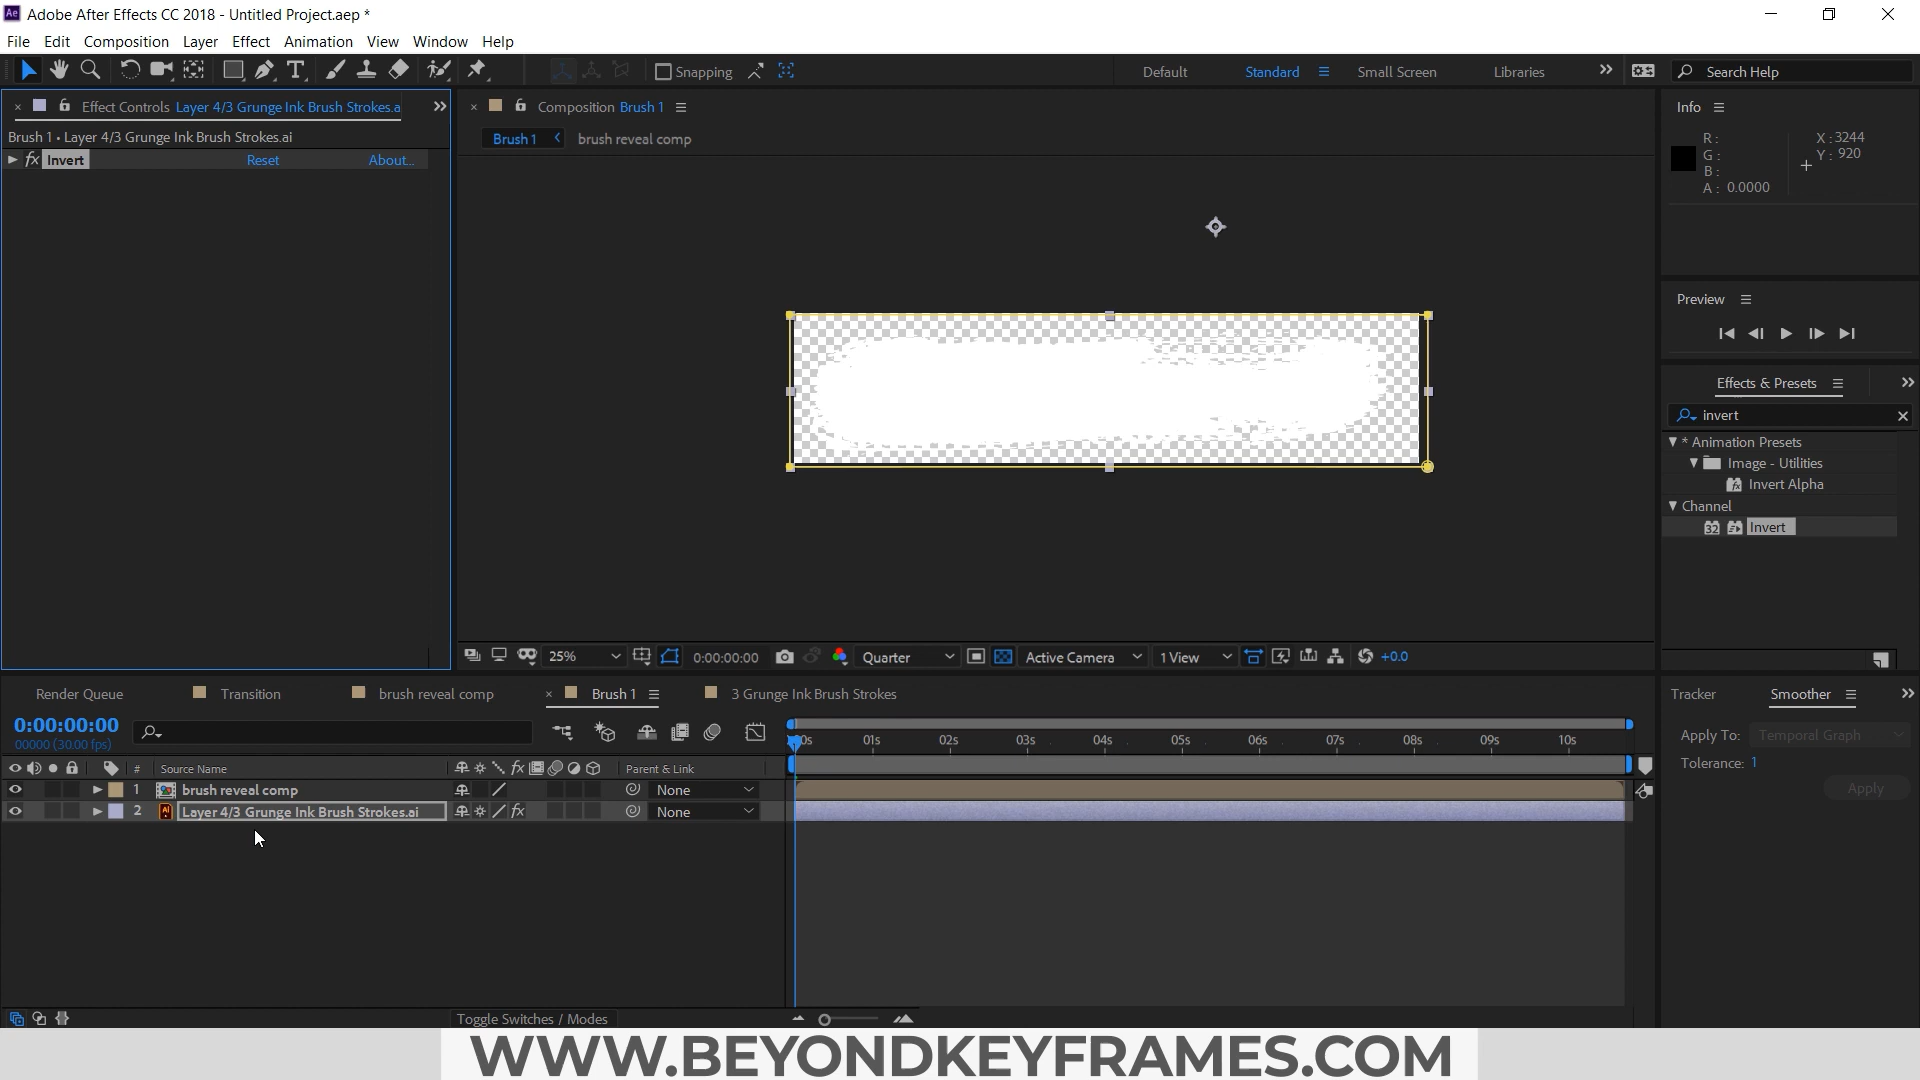 Adobe After Effects CC 2018 - Untitled Project.aep *
File Edit Composition Layer Effect Animation View Window Help
Snapping Default Standard Small Screen Libraries Search Help
Effect Controls Layer 4/3 Grunge Ink Brush Strokes.a
Brush 1 • Layer 4/3 Grunge Ink Brush Strokes.ai
fx Invert Reset About...
Composition Brush 1
Brush 1 brush reveal comp
Info
R :
G :
B :
A : 0.0000
X : 3244
Y : 920
Preview
Effects & Presets
invert
* Animation Presets
Image - Utilities
Invert Alpha
Channel
32 Invert
25% 0:00:00:00 Quarter Active Camera 1 View +0.0
Render Queue Transition brush reveal comp Brush 1 3 Grunge Ink Brush Strokes
0:00:00:00
00000 (30.00 fps)
00s 01s 02s 03s 04s 05s 06s 07s 08s 09s 10s
# Source Name fx Parent & Link
1 brush reveal comp None
2 Layer 4/3 Grunge Ink Brush Strokes.ai fx None
Toggle Switches / Modes
Tracker Smoother
Apply To: Temporal Graph
Tolerance: 1
Apply
WWW.BEYONDKEYFRAMES.COM